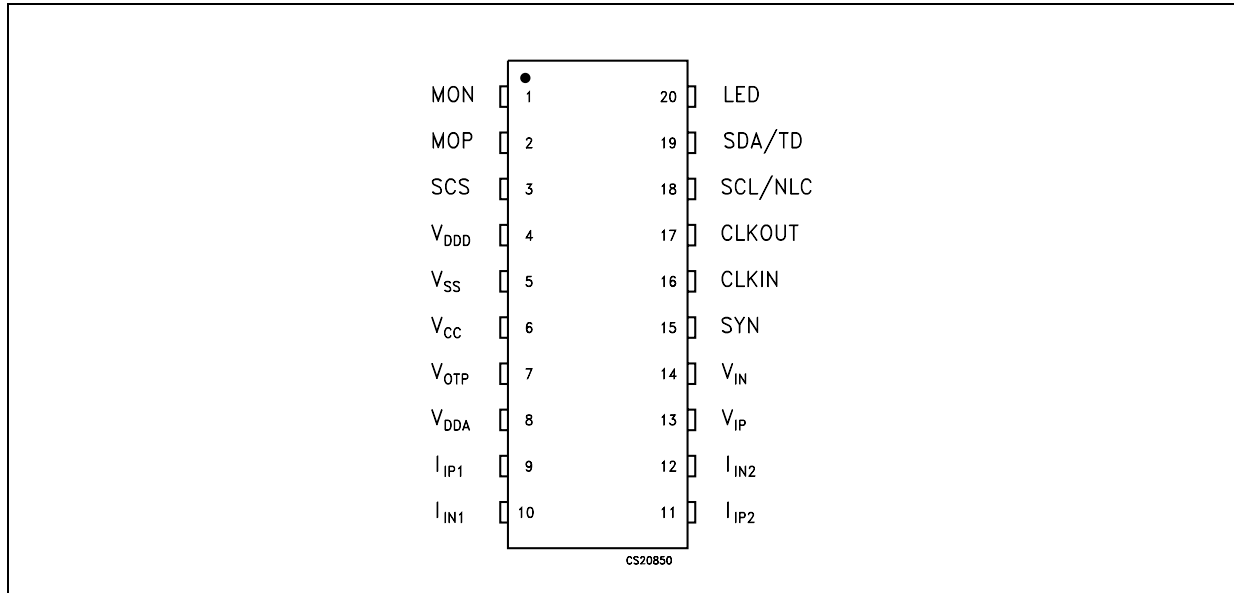 MON 1 20 LED
MOP 2 19 SDA/TD
SCS 3 18 SCL/NLC
VDDD 4 17 CLKOUT
VSS 5 16 CLKIN
VCC 6 15 SYN
VOTP 7 14 VIN
VDDA 8 13 VIP
IIP1 9 12 IIN2
IIN1 10 11 IIP2
CS20850